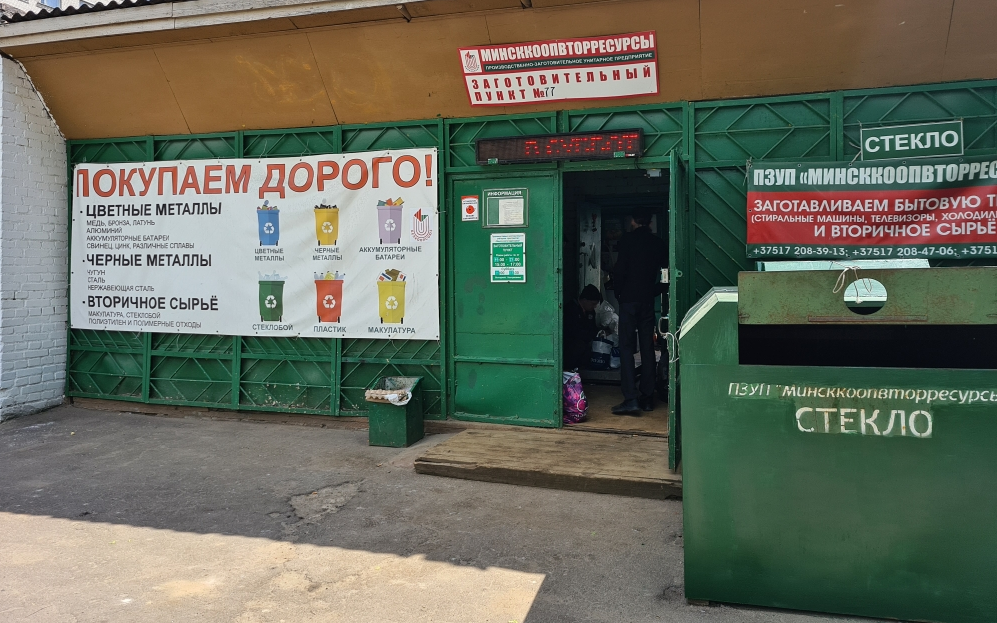 МИНСККООПВТОРРЕСУРСЫ
ПРОИЗВОДСТВЕННО-ЗАГОТОВИТЕЛЬНОЕ УНИТАРНОЕ ПРЕДПРИЯТИЕ
ЗАГОТОВИТЕЛЬНЫЙ
ПУНКТ №77
ПОКУПАЕМ ДОРОГО!
· ЦВЕТНЫЕ МЕТАЛЛЫ
МЕДЬ, БРОНЗА, ЛАТУНЬ
АЛЮМИНИЙ
АККУМУЛЯТОРНЫЕ БАТАРЕИ
СВИНЕЦ, ЦИНК, РАЗЛИЧНЫЕ СПЛАВЫ
· ЧЕРНЫЕ МЕТАЛЛЫ
ЧУГУН
СТАЛЬ
НЕРЖАВЕЮЩАЯ СТАЛЬ
· ВТОРИЧНОЕ СЫРЬЁ
МАКУЛАТУРА, СТЕКЛОБОЙ
ПОЛИЭТИЛЕН И ПОЛИМЕРНЫЕ ОТХОДЫ
ЦВЕТНЫЕ МЕТАЛЛЫ
ЧЕРНЫЕ МЕТАЛЛЫ
АККУМУЛЯТОРНЫЕ БАТАРЕИ
СТЕКЛОБОЙ
ПЛАСТИК
МАКУЛАТУРА
ИНФОРМАЦИЯ
СТЕКЛО
ПЗУП «МИНСККООПВТОРРЕС
ЗАГОТАВЛИВАЕМ БЫТОВУЮ Т
(СТИРАЛЬНЫЕ МАШИНЫ, ТЕЛЕВИЗОРЫ, ХОЛОДИЛ
И ВТОРИЧНОЕ СЫРЬЁ
+37517 208-39-13; +37517 208-47-06; +3751
ПЗУП "МИНСККООПВТОРРЕСУРСЫ
СТЕКЛО